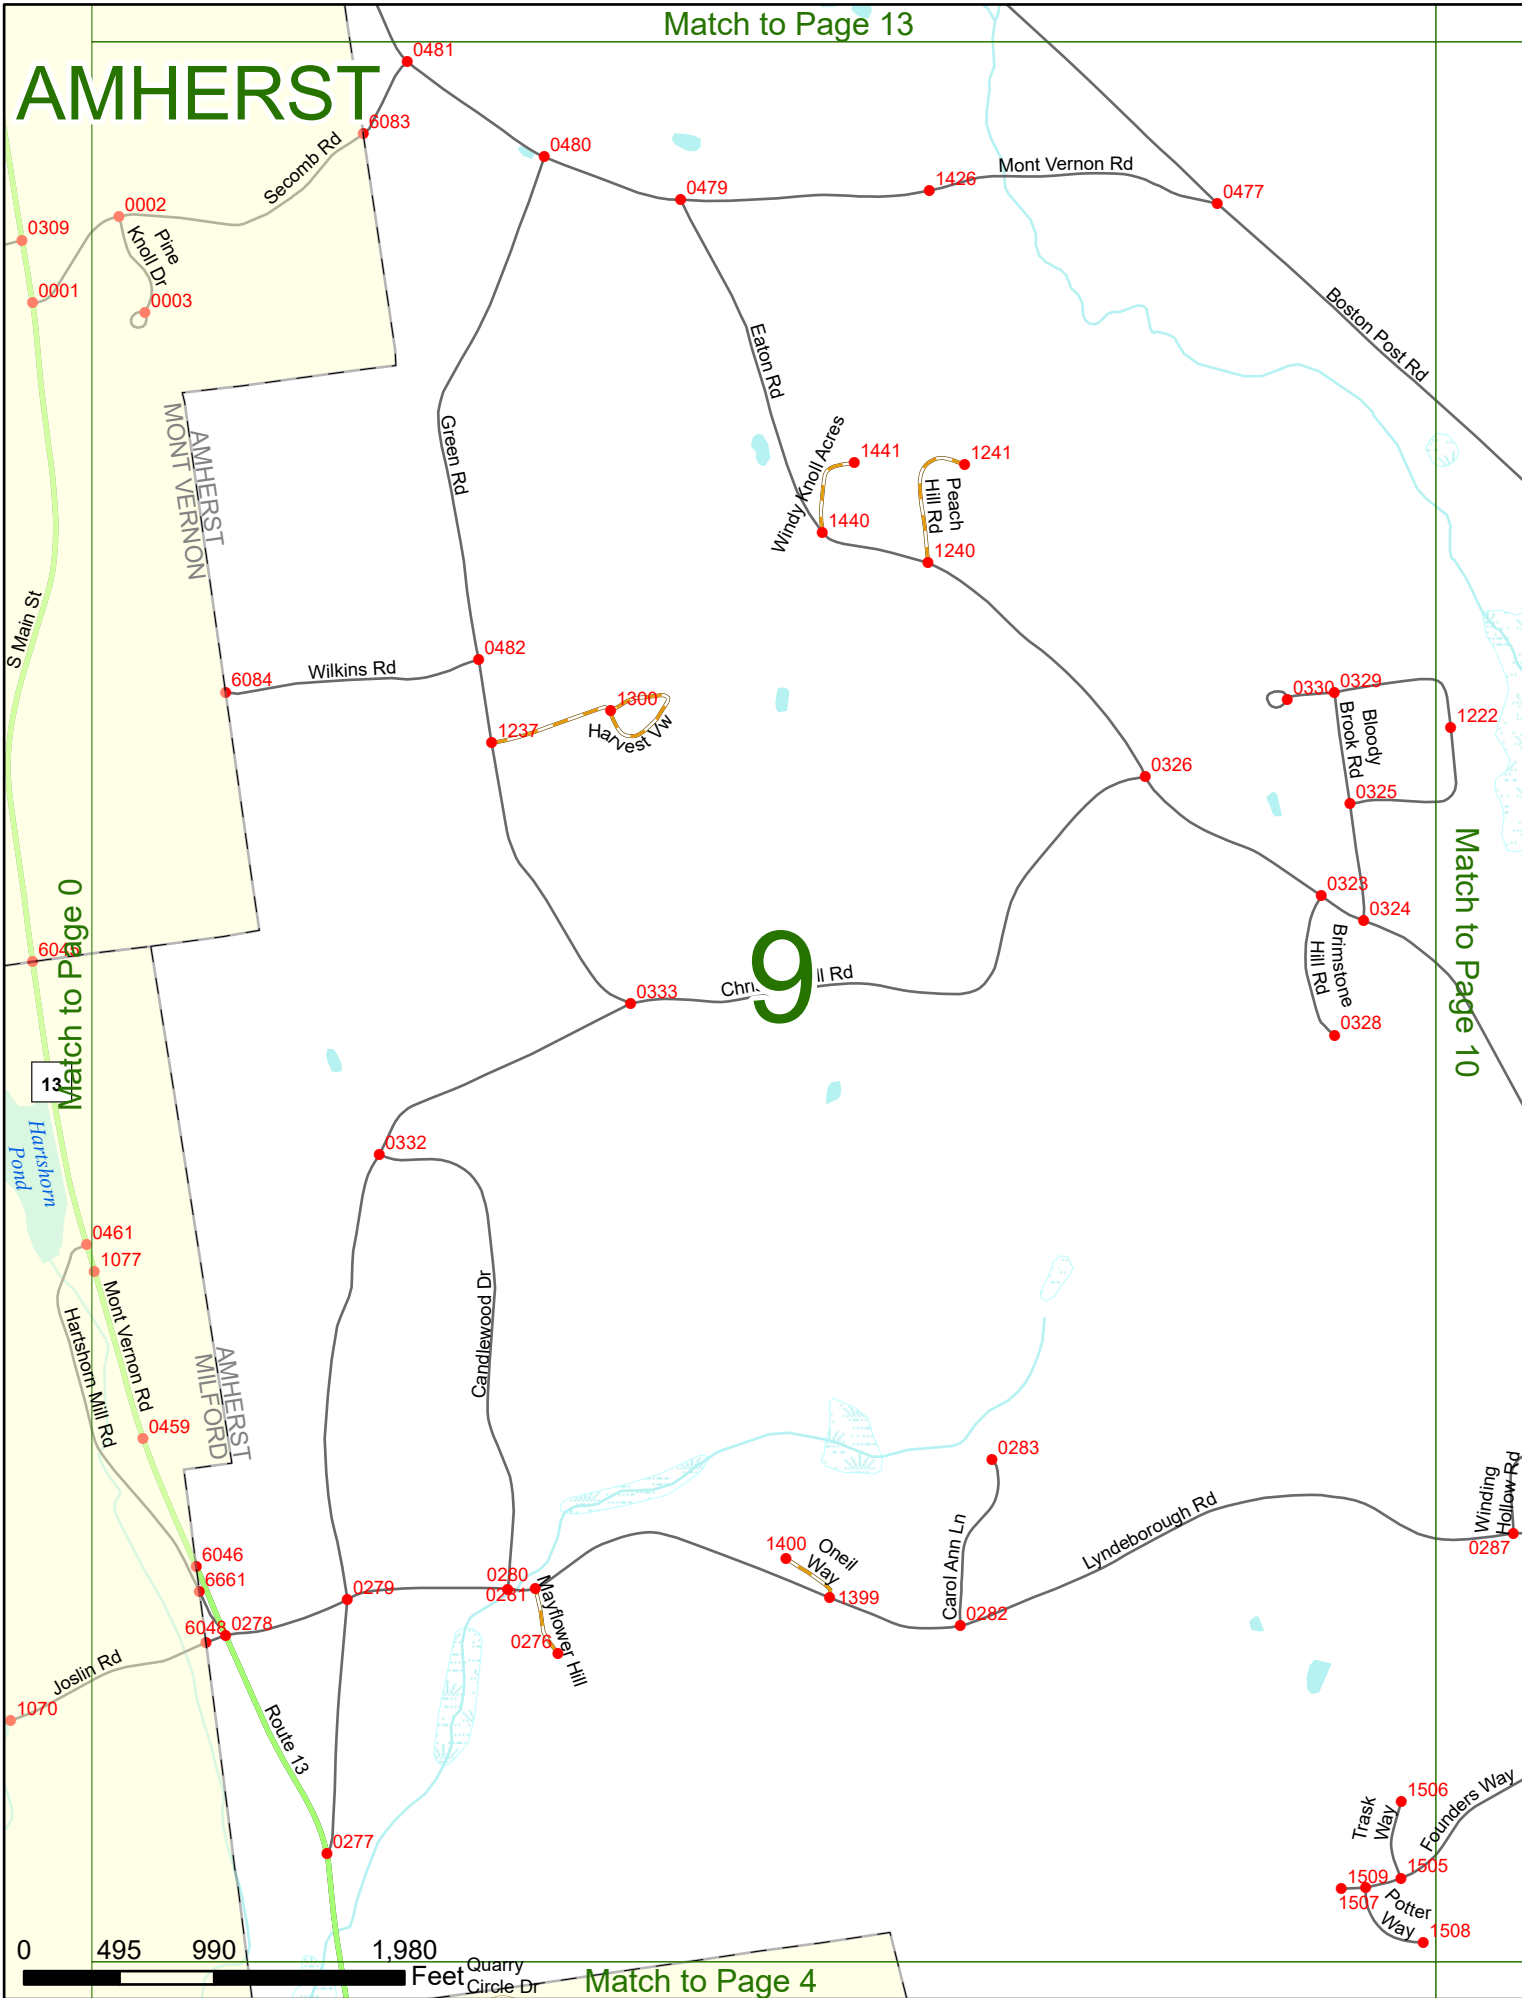 Match to Page 13
AMHERST
0481
6083
Secomb Rd
0480
0479
1426
Mont Vernon Rd
0477
0002
0309
Pine
Knoll Dr
0001
0003
Boston Post Rd
Eaton Rd
Green Rd
AMHERST
MONT VERNON
Windy Knoll Acres
1441
1241
Peach
Hill Rd
1440
1240
S Main St
0482
Wilkins Rd
6084
1300
Harvest Vw
1237
0330
0329
Bloody
Brook Rd
1222
0326
0325
Match to Page 10
0323
0324
Brimstone
Hill Rd
0328
Match to Page 0
9
0333
Hartshorn
Pond
13
0332
0461
1077
Mont Vernon Rd
Hartshorn Mill Rd
Candlewood Dr
AMHERST
MILFORD
0459
0283
Winding
Hollow Rd
0287
Lyndeborough Rd
Carol Ann Ln
1400
Oneil
Way
1399
0282
6046
6661
0279
0280
0281
Mayflower Hill
0276
0278
6048
Joslin Rd
1070
Route 13
0277
1506
Trask
Way
Founders Way
1505
1509
1507
Potter
Way
1508
0 495 990 1,980
Feet
Quarry
Circle Dr
Match to Page 4